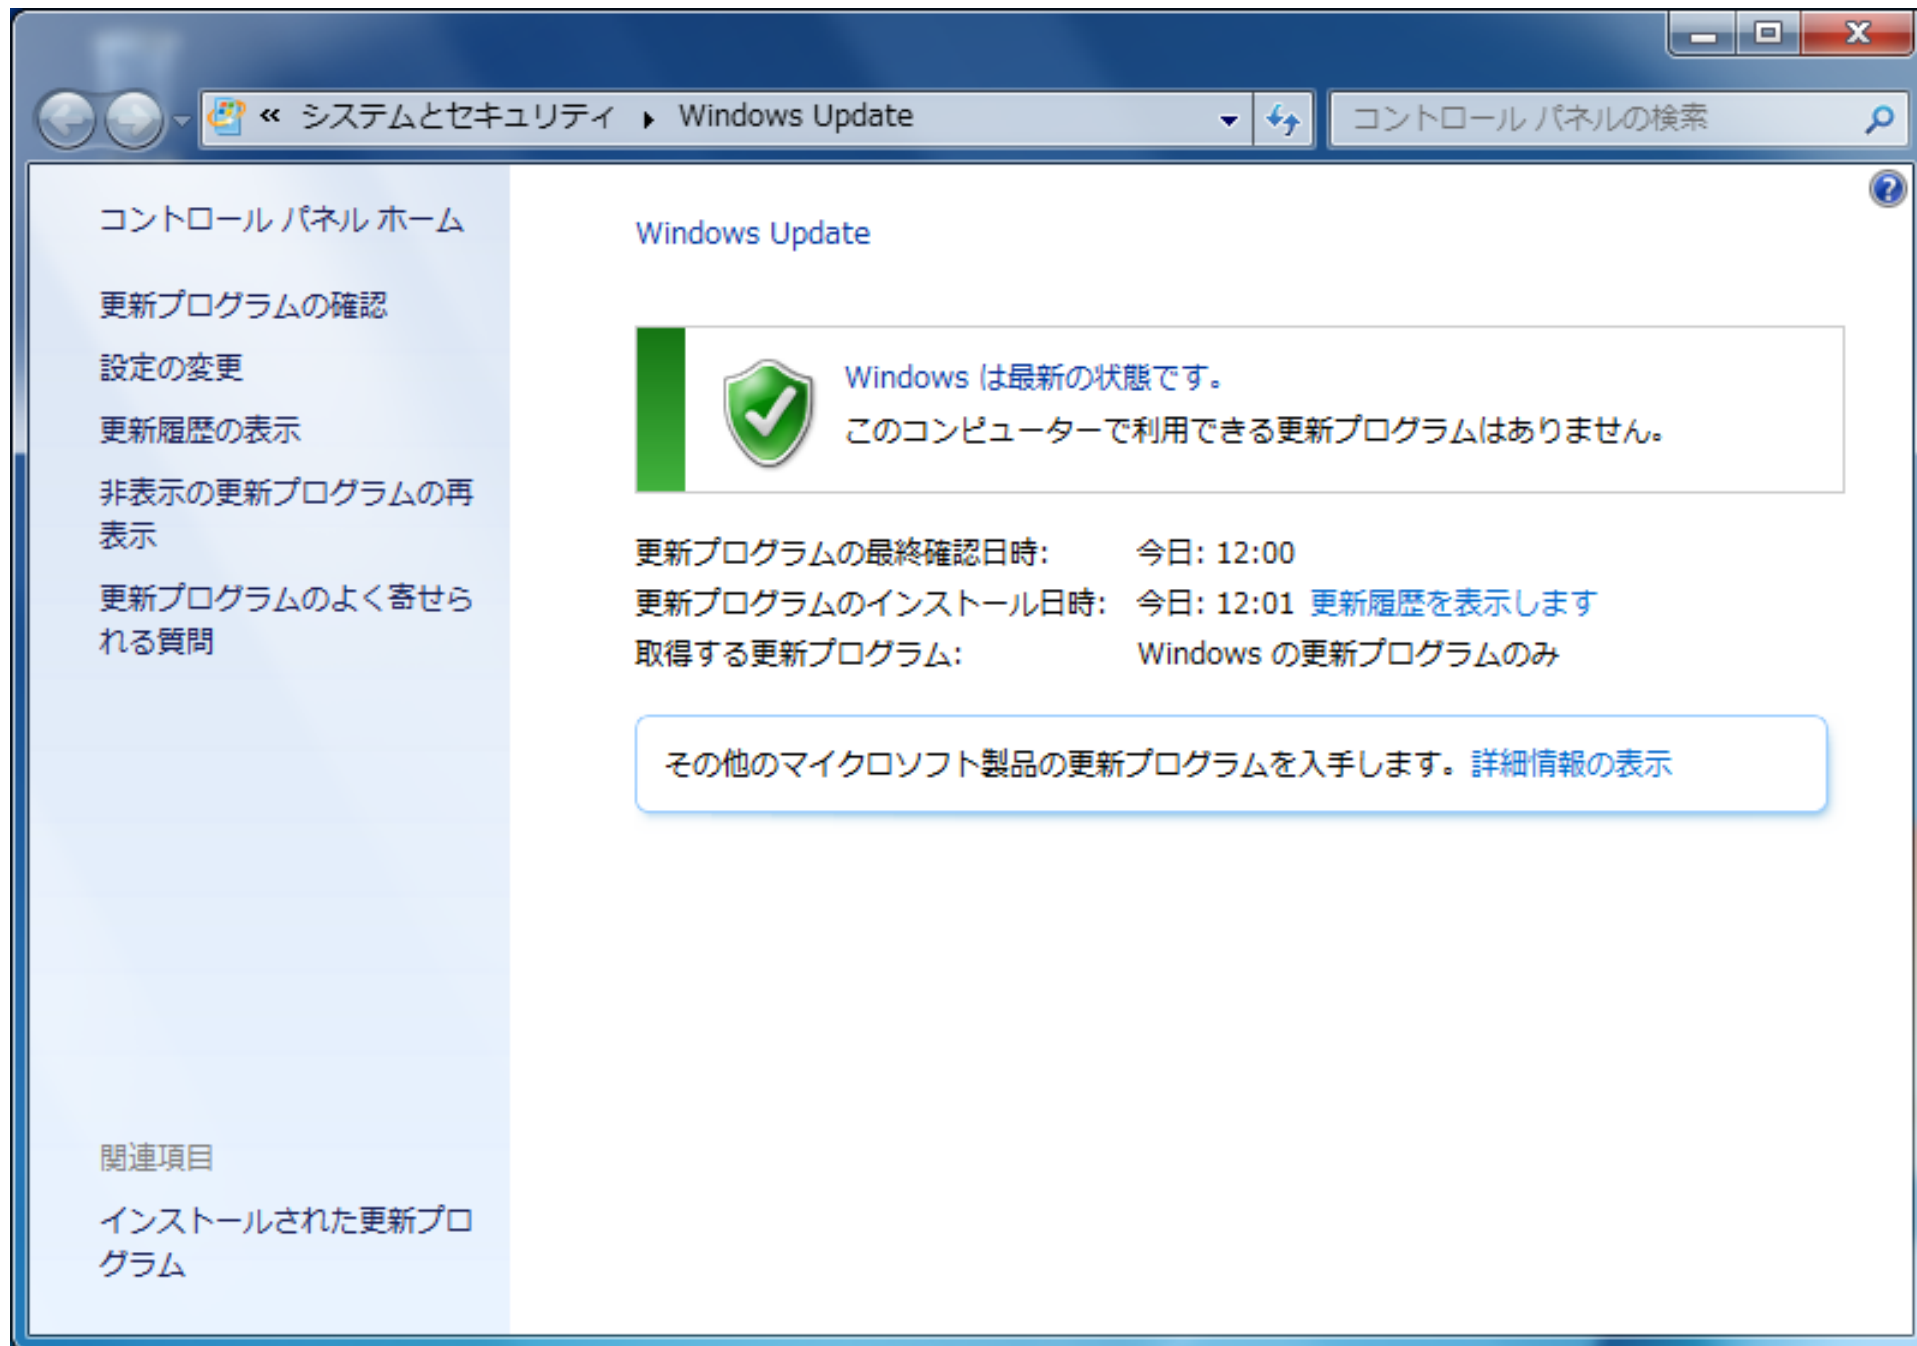 « システムとセキュリティ ▸ Windows Update
コントロール パネルの検索
コントロール パネル ホーム
更新プログラムの確認
設定の変更
更新履歴の表示
非表示の更新プログラムの再
表示
更新プログラムのよく寄せら
れる質問
関連項目
インストールされた更新プロ
グラム
Windows Update
Windows は最新の状態です。
このコンピューターで利用できる更新プログラムはありません。
更新プログラムの最終確認日時: 今日: 12:00
更新プログラムのインストール日時: 今日: 12:01 更新履歴を表示します
取得する更新プログラム: Windows の更新プログラムのみ
その他のマイクロソフト製品の更新プログラムを入手します。詳細情報の表示